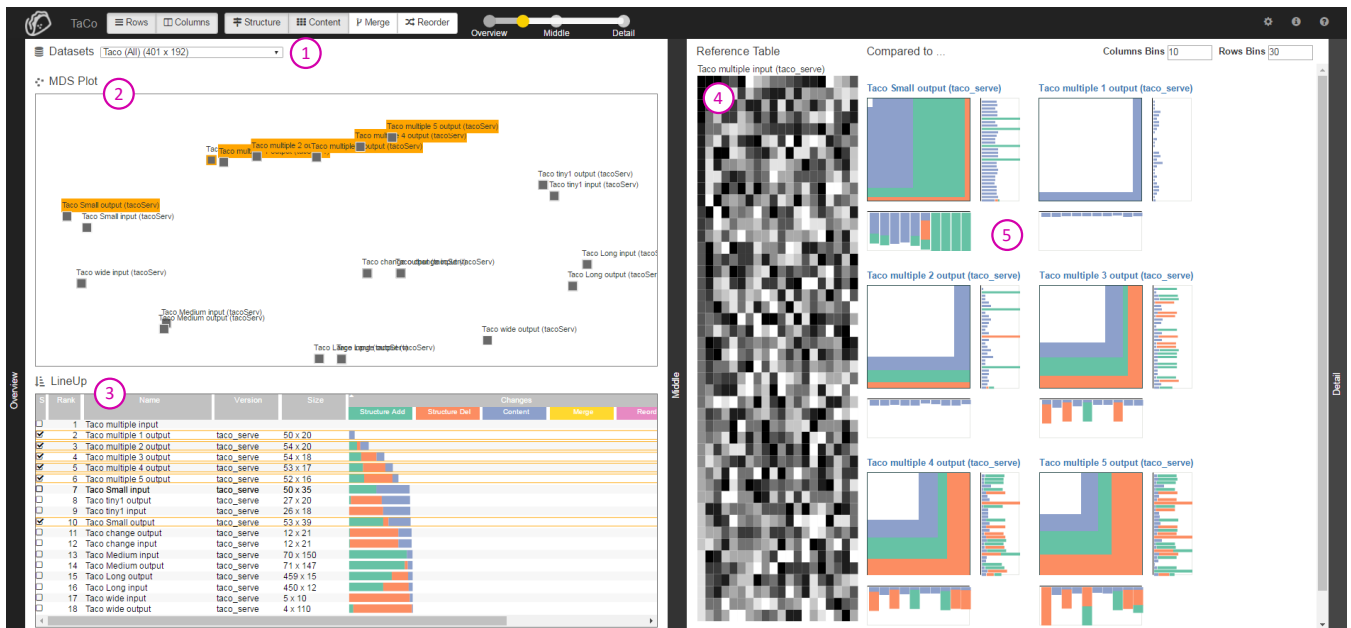 TaCo Rows Columns Structure Content Merge Reorder
Overview Middle Detail
Datasets Taco (All) (401 x 192) 1
MDS Plot 2
Taco multiple 5 output (tacoServ)
4 output (tacoServ)
Taco multiple 2
output (tacoServ)
Taco tiny1 output (tacoServ)
Taco tiny1 input (tacoServ)
Taco Small output (tacoServ)
Taco Small input (tacoServ)
Taco Long input (tacoS
Taco Long output (tacoSer
Taco wide input (tacoServ)
Taco Medium input (tacoServ)
Taco Medium output (tacoServ)
Taco wide output (tacoServ)
LineUp 3
S Rank Name Version Size Changes
Structure Add Structure Del Content Merge Reord
1 Taco multiple input
2 Taco multiple 1 output taco_serve 50 x 20
3 Taco multiple 2 output taco_serve 54 x 20
4 Taco multiple 3 output taco_serve 54 x 18
5 Taco multiple 4 output taco_serve 53 x 17
6 Taco multiple 5 output taco_serve 52 x 16
7 Taco Small input taco_serve 50 x 35
8 Taco tiny1 output taco_serve 27 x 20
9 Taco tiny1 input taco_serve 26 x 18
10 Taco Small output taco_serve 53 x 39
11 Taco change output taco_serve 12 x 21
12 Taco change input taco_serve 12 x 21
13 Taco Medium input taco_serve 70 x 150
14 Taco Medium output taco_serve 71 x 147
15 Taco Long output taco_serve 459 x 15
16 Taco Long input taco_serve 450 x 12
17 Taco wide input taco_serve 5 x 10
18 Taco wide output taco_serve 4 x 110
Overview
Middle
Reference Table Compared to ... Columns Bins 10 Rows Bins 30
Taco multiple input (taco_serve)
4
Taco Small output (taco_serve) Taco multiple 1 output (taco_serve)
5
Taco multiple 2 output (taco_serve) Taco multiple 3 output (taco_serve)
Taco multiple 4 output (taco_serve) Taco multiple 5 output (taco_serve)
Detail